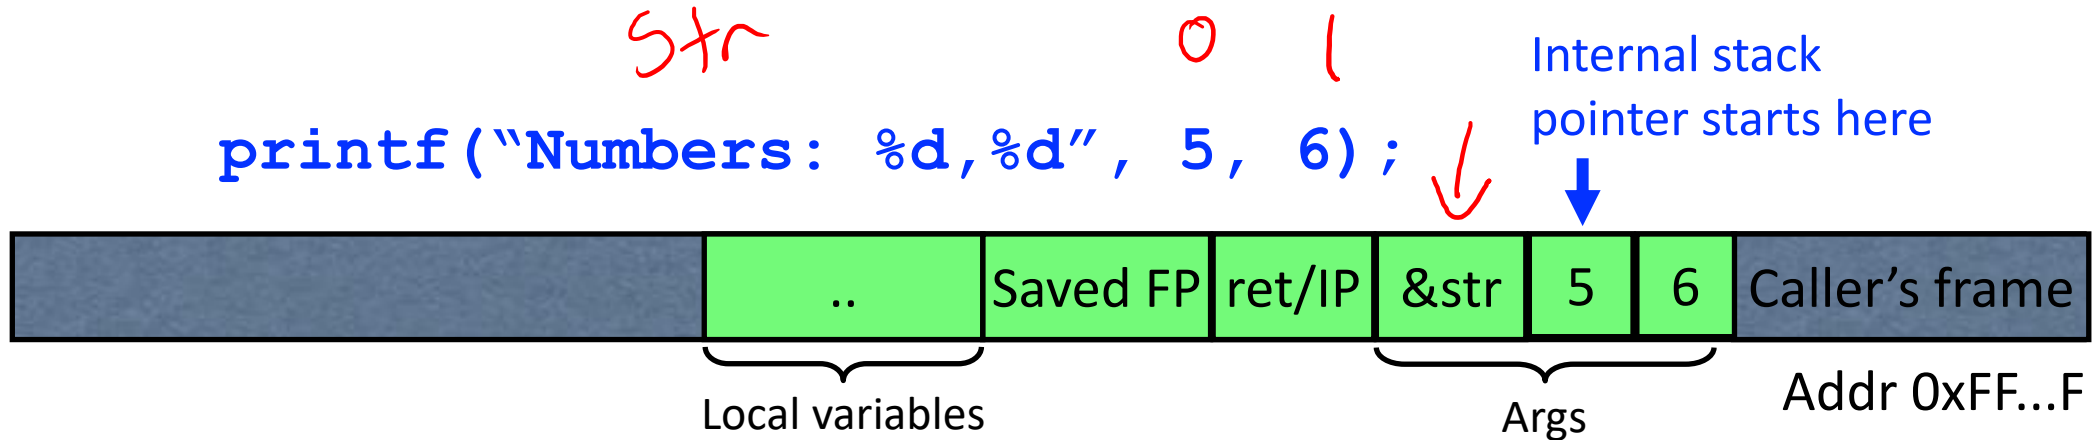 Str 0 1
Internal stack
pointer starts here
printf(“Numbers: %d,%d”, 5, 6);
.. Saved FP ret/IP &str 5 6 Caller’s frame
Local variables Args Addr 0xFF...F